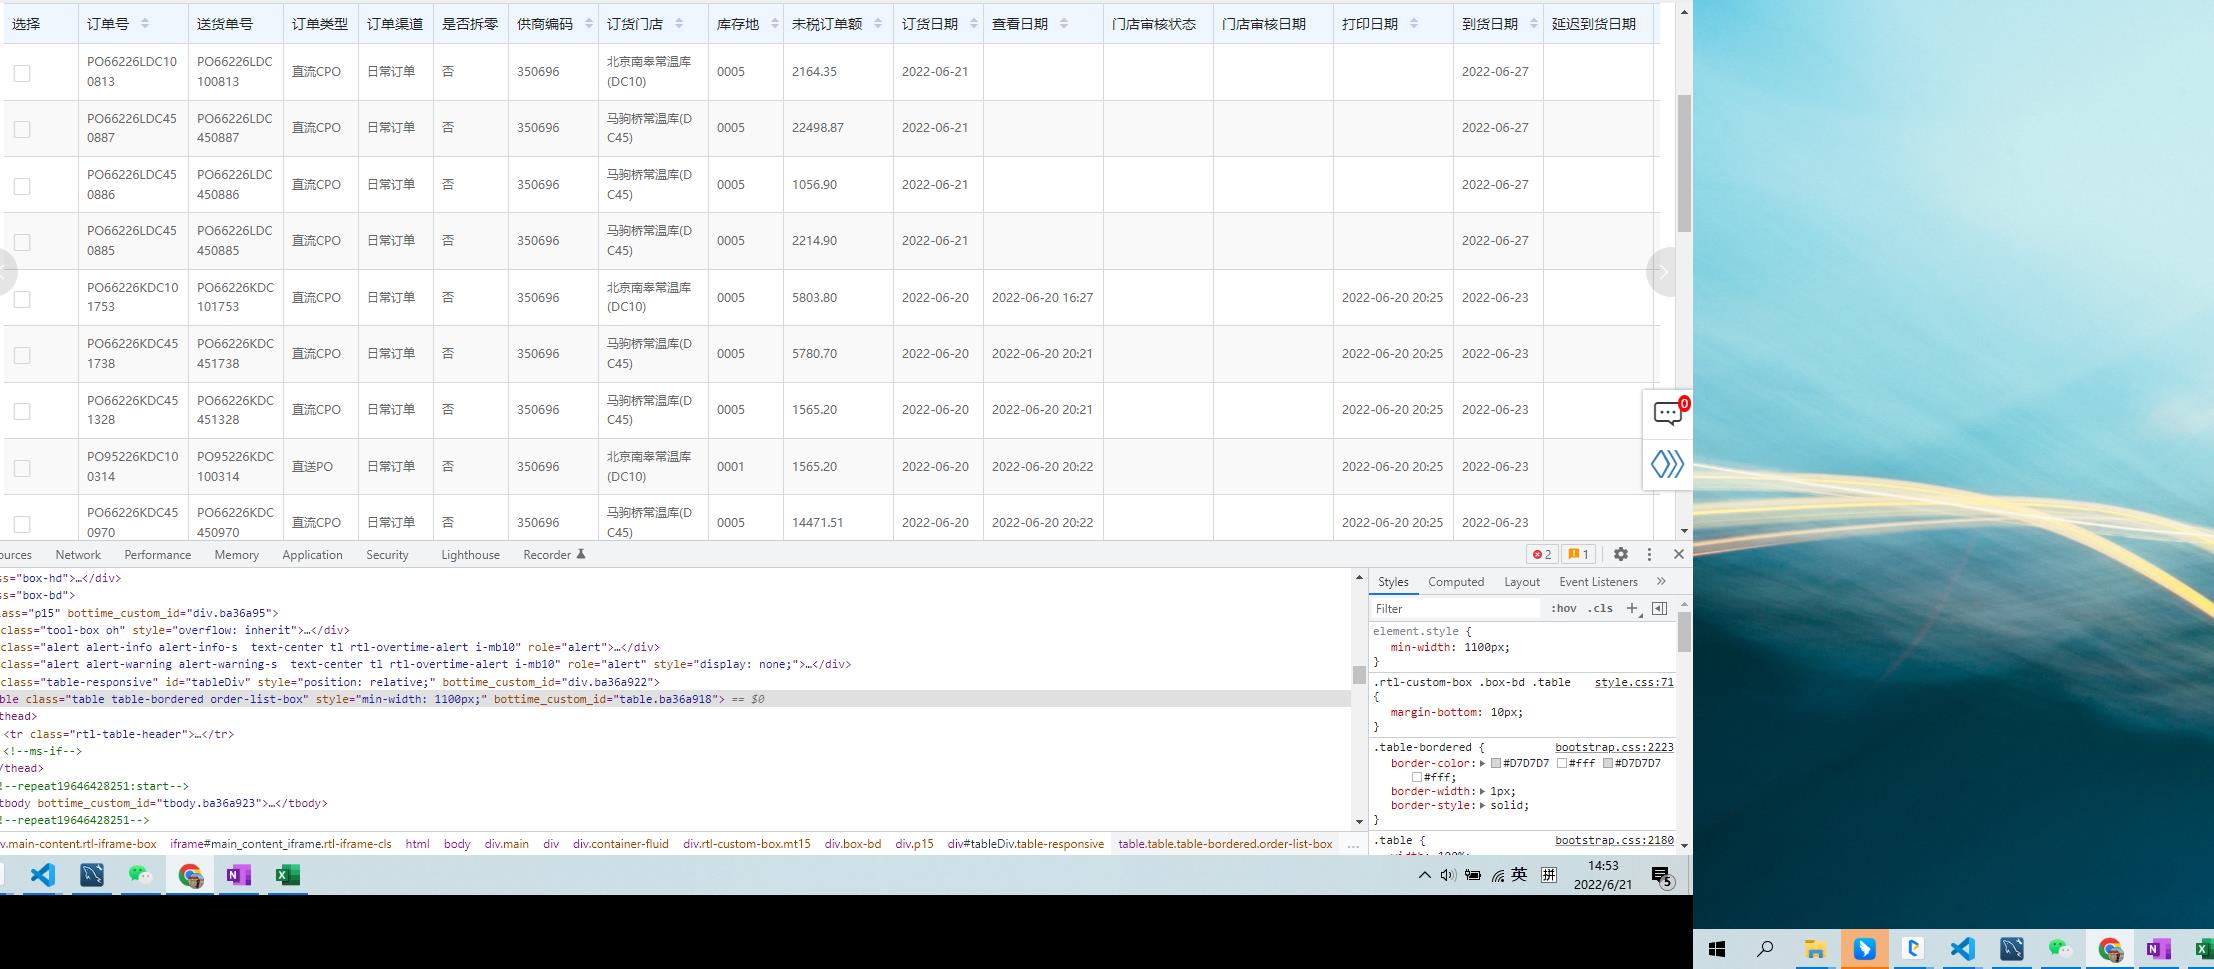 选择 订单号 送货单号 订单类型 订单渠道 是否拆零 供商编码 订货门店 库存地 未税订单额 订货日期 查看日期 门店审核状态 门店审核日期 打印日期 到货日期 延迟到货日期
PO66226LDC100813 PO66226LDC100813 直流CPO 日常订单 否 350696 北京南皋常温库(DC10) 0005 2164.35 2022-06-21 2022-06-27
PO66226LDC450887 PO66226LDC450887 直流CPO 日常订单 否 350696 马驹桥常温库(DC45) 0005 22498.87 2022-06-21 2022-06-27
PO66226LDC450886 PO66226LDC450886 直流CPO 日常订单 否 350696 马驹桥常温库(DC45) 0005 1056.90 2022-06-21 2022-06-27
PO66226LDC450885 PO66226LDC450885 直流CPO 日常订单 否 350696 马驹桥常温库(DC45) 0005 2214.90 2022-06-21 2022-06-27
PO66226KDC101753 PO66226KDC101753 直流CPO 日常订单 否 350696 北京南皋常温库(DC10) 0005 5803.80 2022-06-20 2022-06-20 16:27 2022-06-20 20:25 2022-06-23
PO66226KDC451738 PO66226KDC451738 直流CPO 日常订单 否 350696 马驹桥常温库(DC45) 0005 5780.70 2022-06-20 2022-06-20 20:21 2022-06-20 20:25 2022-06-23
PO66226KDC451328 PO66226KDC451328 直流CPO 日常订单 否 350696 马驹桥常温库(DC45) 0005 1565.20 2022-06-20 2022-06-20 20:21 2022-06-20 20:25 2022-06-23
PO95226KDC100314 PO95226KDC100314 直送PO 日常订单 否 350696 北京南皋常温库(DC10) 0001 1565.20 2022-06-20 2022-06-20 20:22 2022-06-20 20:25 2022-06-23
PO66226KDC450970 PO66226KDC450970 直流CPO 日常订单 否 350696 马驹桥常温库(DC45) 0005 14471.51 2022-06-20 2022-06-20 20:22 2022-06-20 20:25 2022-06-23
0
ources Network Performance Memory Application Security Lighthouse Recorder 2 1
ss="box-hd">…</div>
ss="box-bd">
lass="p15" bottime_custom_id="div.ba36a95">
class="tool-box oh" style="overflow: inherit">…</div>
class="alert alert-info alert-info-s  text-center tl rtl-overtime-alert i-mb10" role="alert">…</div>
class="alert alert-warning alert-warning-s  text-center tl rtl-overtime-alert i-mb10" role="alert" style="display: none;">…</div>
class="table-responsive" id="tableDiv" style="position: relative;" bottime_custom_id="div.ba36a922">
ble class="table table-bordered order-list-box" style="min-width: 1100px;" bottime_custom_id="table.ba36a918"> == $0
thead>
<tr class="rtl-table-header">…</tr>
<!--ms-if-->
/thead>
!--repeat19646428251:start-->
tbody bottime_custom_id="tbody.ba36a923">…</tbody>
!--repeat19646428251-->
v.main-content.rtl-iframe-box iframe#main_content_iframe.rtl-iframe-cls html body div.main div div.container-fluid div.rtl-custom-box.mt15 div.box-bd div.p15 div#tableDiv.table-responsive table.table.table-bordered.order-list-box ...
Styles Computed Layout Event Listeners »
Filter :hov .cls +
element.style {
min-width: 1100px;
}
.rtl-custom-box .box-bd .table style.css:71
{
margin-bottom: 10px;
}
.table-bordered { bootstrap.css:2223
border-color: #D7D7D7 #fff #D7D7D7
#fff;
border-width: 1px;
border-style: solid;
}
.table { bootstrap.css:2180
英 拼 14:53
2022/6/21 5